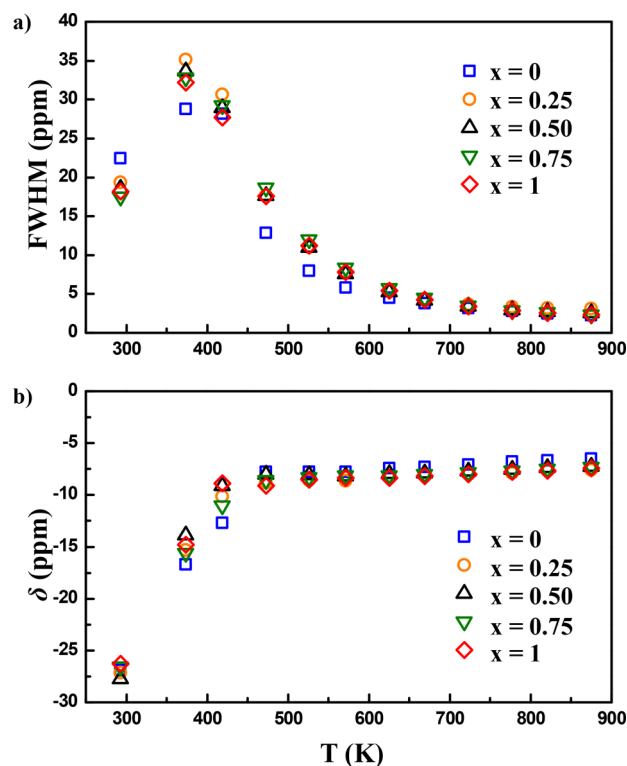 a)
40
35
30
25
20
15
10
5
0
FWHM (ppm)
x = 0
x = 0.25
x = 0.50
x = 0.75
x = 1
300 400 500 600 700 800 900
b)
0
-5
-10
-15
-20
-25
-30
δ (ppm)
x = 0
x = 0.25
x = 0.50
x = 0.75
x = 1
300 400 500 600 700 800 900
T (K)